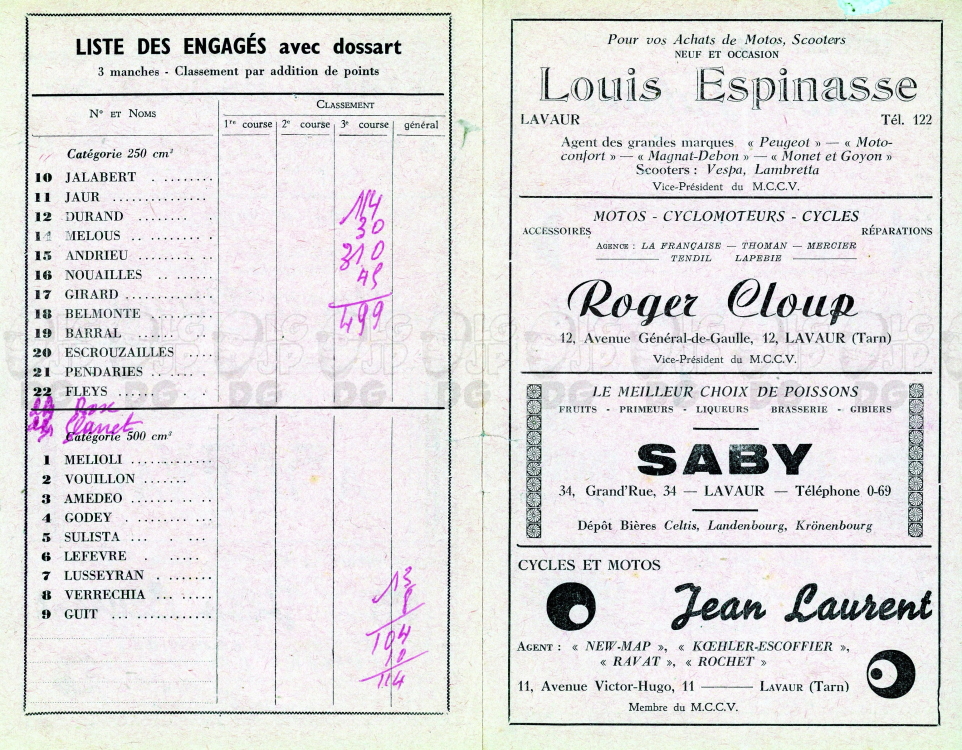 LISTE DES ENGAGÉS avec dossart
3 manches - Classement par addition de points
N° ET NOMS
CLASSEMENT
1re course
2e course
3e course
général
Catégorie 250 cm²
10 JALABERT . ........
11 JAUR ...............
12 DURAND ........ .
14 MELOUS .. ........
15 ANDRIEU ........ .
16 NOUAILLES .. .... .
17 GIRARD .............
18 BELMONTE .......... .
19 BARRAL ..... .... .
20 ESCROUZAILLES ....
21 PENDARIES ..... .
22 FLEYS ...... . .
114
30
310
45
499
Catégorie 500 cm²
1 MELIOLI ............
2 VOUILLON .......
3 AMEDEO ........ .. ..
4 GODEY . ........ ...
5 SULISTA ... . ...
6 LEFEVRE . .....
7 LUSSEYRAN . ........
8 VERRECHIA ... .....
9 GUIT ... ............
13
8
104
10
114
Pour vos Achats de Motos, Scooters
NEUF ET OCCASION
Louis Espinasse
LAVAUR Tél. 122
Agent des grandes marques « Peugeot » — « Moto-
confort » — « Magnat-Debon » — « Monet et Goyon »
Scooters : Vespa, Lambretta
Vice-Président du M.C.C.V.
MOTOS - CYCLOMOTEURS - CYCLES
ACCESSOIRES RÉPARATIONS
AGENCE : LA FRANÇAISE — THOMAN — MERCIER
TENDIL LAPEBIE
Roger Cloup
12, Avenue Général-de-Gaulle, 12, LAVAUR (Tarn)
Vice-Président du M.C.C.V.
LE MEILLEUR CHOIX DE POISSONS
FRUITS - PRIMEURS - LIQUEURS BRASSERIE - GIBIERS
SABY
34, Grand'Rue, 34 — LAVAUR — Téléphone 0-69
Dépôt Bières Celtis, Landenbourg, Krönenbourg
CYCLES ET MOTOS
Jean Laurent
AGENT : « NEW-MAP », « KŒHLER-ESCOFFIER »,
« RAVAT », « ROCHET »
11, Avenue Victor-Hugo, 11 ——— LAVAUR (Tarn)
Membre du M.C.C.V.